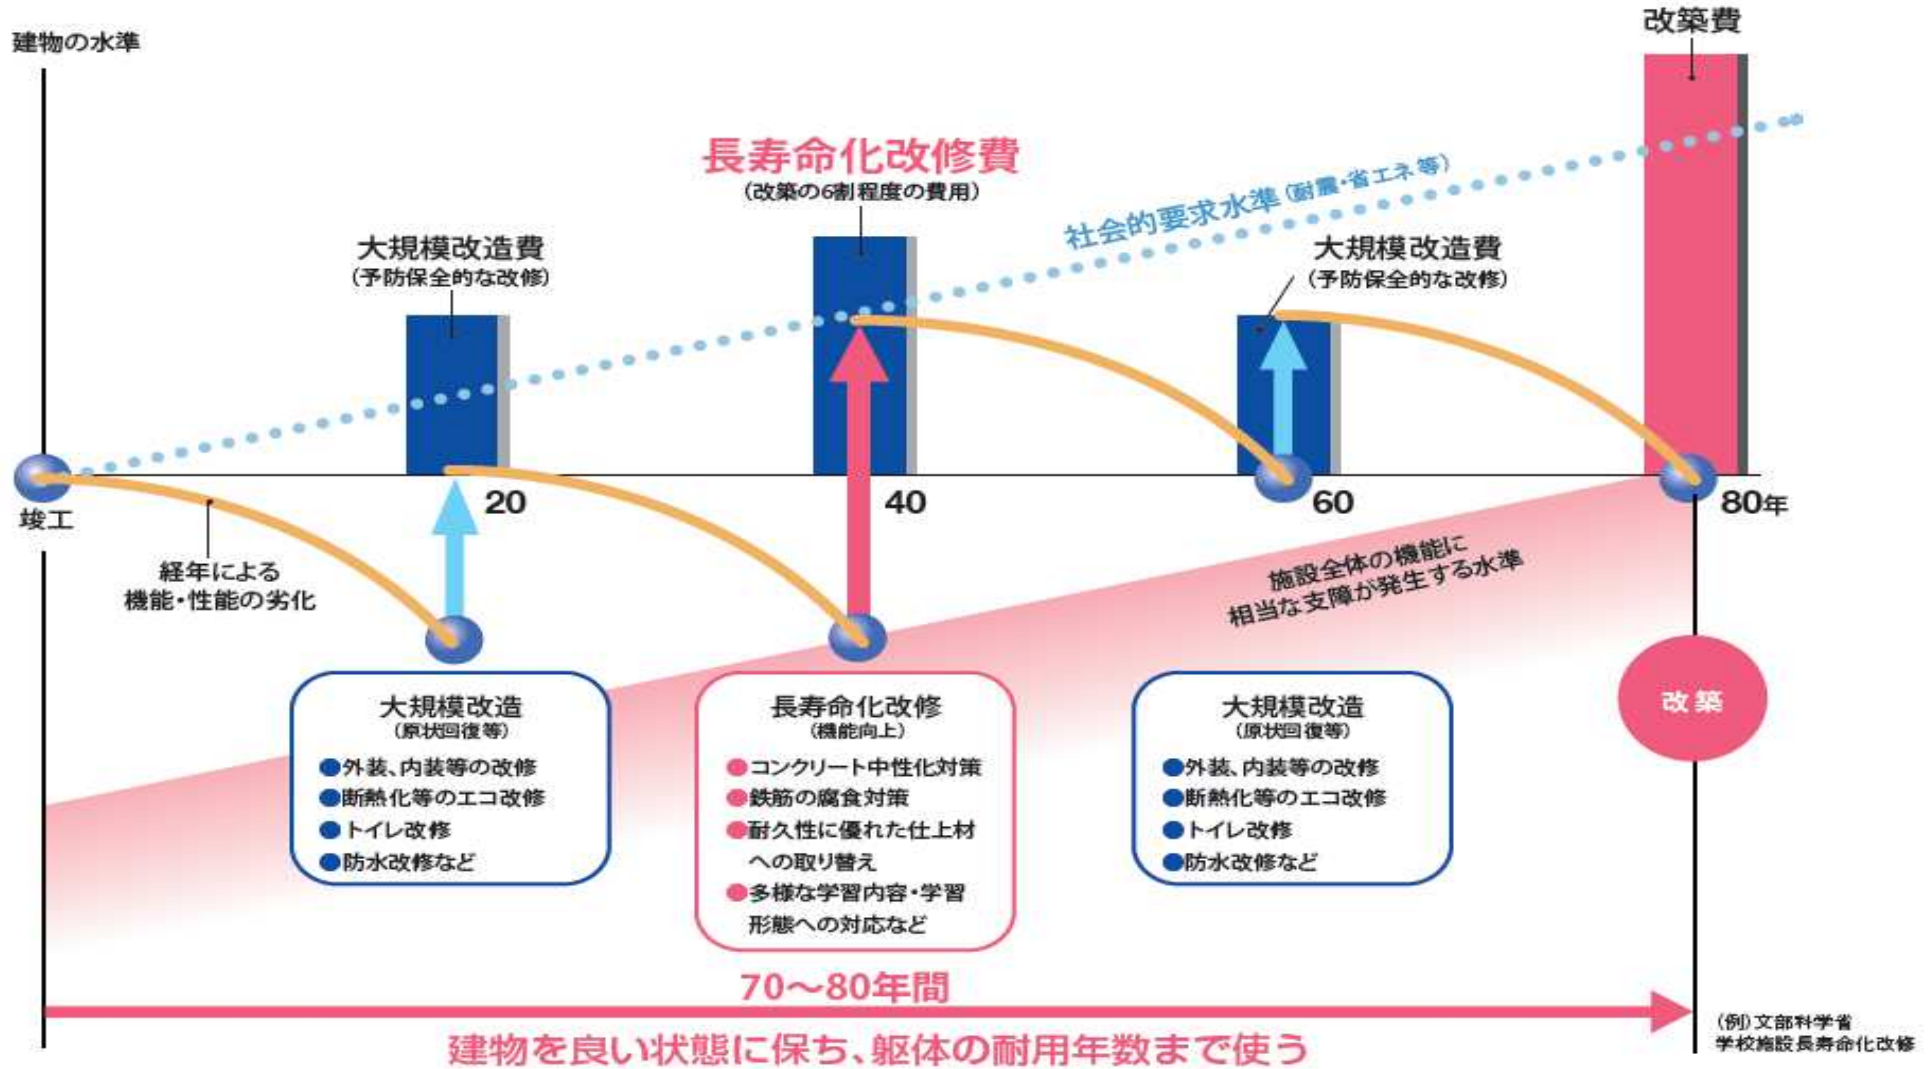 建物の水準
改築費
長寿命化改修費
(改築の6割程度の費用)
社会的要求水準(耐震・省エネ等)
大規模改造費
(予防保全的な改修)
大規模改造費
(予防保全的な改修)
竣工
20
40
60
80年
経年による
機能・性能の劣化
施設全体の機能に
相当な支障が発生する水準
大規模改造
(原状回復等)
●外装、内装等の改修
●断熱化等のエコ改修
●トイレ改修
●防水改修など
長寿命化改修
(機能向上)
●コンクリート中性化対策
●鉄筋の腐食対策
●耐久性に優れた仕上材
への取り替え
●多様な学習内容・学習
形態への対応など
大規模改造
(原状回復等)
●外装、内装等の改修
●断熱化等のエコ改修
●トイレ改修
●防水改修など
改築
70〜80年間
建物を良い状態に保ち、躯体の耐用年数まで使う
(例)文部科学省
学校施設長寿命化改修